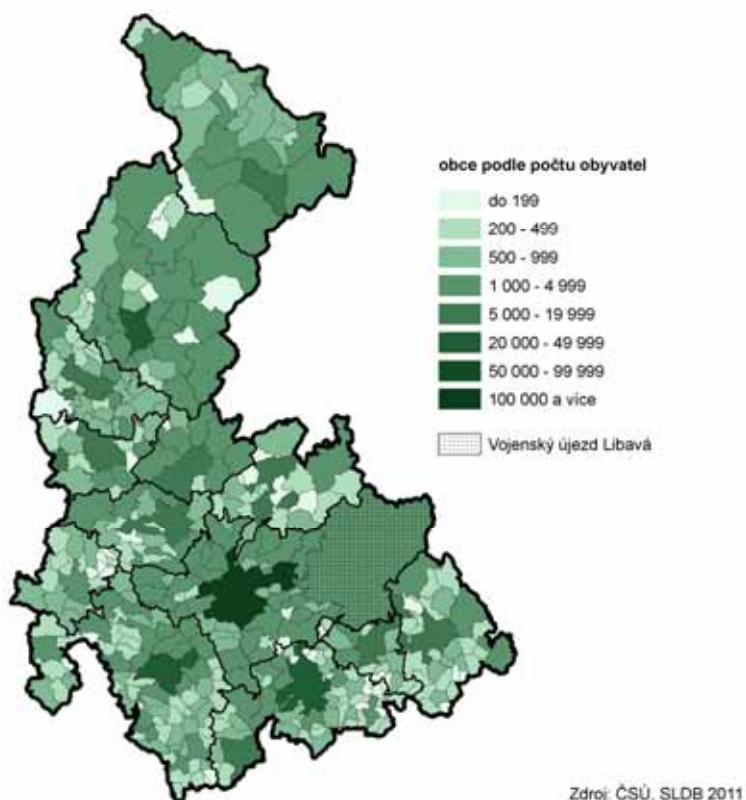 obce podle počtu obyvatel
do 199
200 - 499
500 - 999
1 000 - 4 999
5 000 - 19 999
20 000 - 49 999
50 000 - 99 999
100 000 a více
Vojenský újezd Libavá
Zdroj: ČSÚ, SLDB 2011